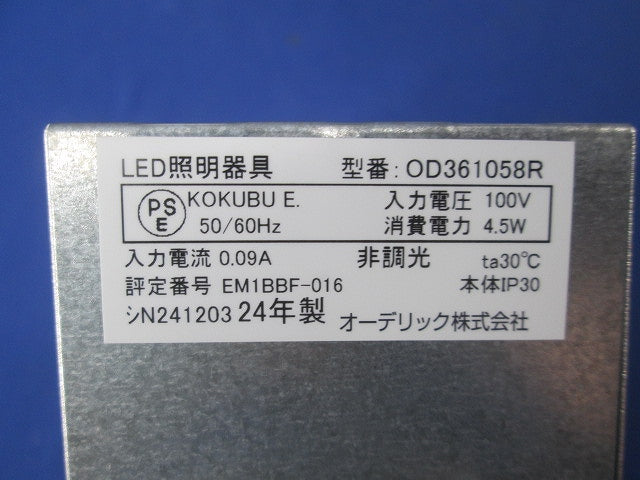 LED照明器具 型番: OD361058R
PS E KOKUBU E. 入力電圧 100V
50/60Hz 消費電力 4.5W
入力電流 0.09A 非調光 ta30℃
評定番号 EM1BBF-016 本体IP30
シN241203 24年製 オーデリック株式会社